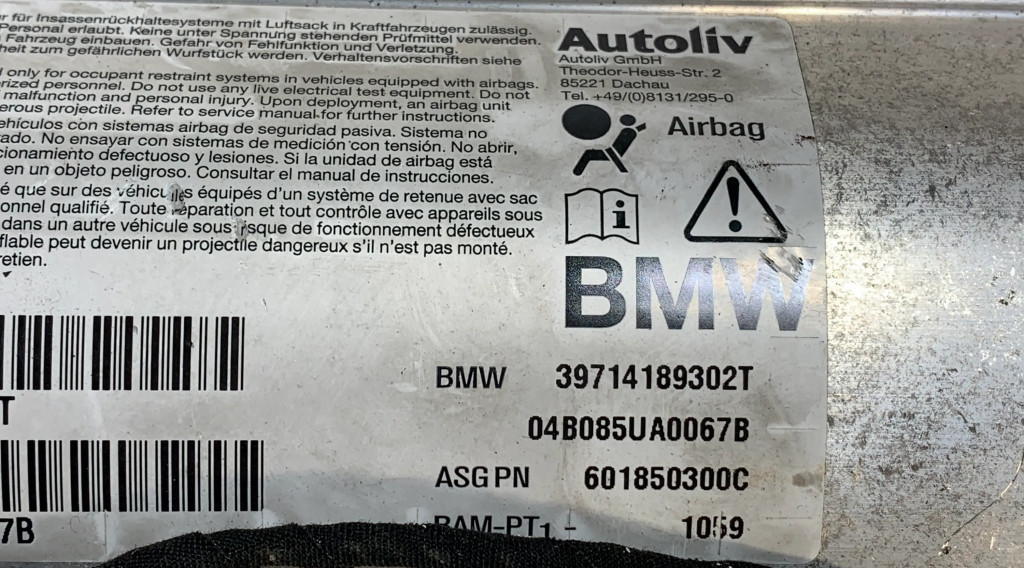 r für Insassenrückhaltesysteme mit Luftsack in Kraftfahrzeugen zulässig.
Personal erlaubt. Keine unter Spannung stehenden Prüfmittel verwenden.
Fahrzeug einbauen. Gefahr von Fehlfunktion und Verletzung.
heit zum gefährlichen Wurfstück werden. Verhaltensvorschriften siehe
d only for occupant restraint systems in vehicles equipped with airbags.
rized personnel. Do not use any live electrical test equipment. Do not
malfunction and personal injury. Upon deployment, an airbag unit
erous projectile. Refer to service manual for further instructions.
ehículos con sistemas airbag de seguridad pasiva. Sistema no
ado. No ensayar con sistemas de medición con tensión. No abrir,
cionamiento defectuoso y lesiones. Si la unidad de airbag está
en un objeto peligroso. Consultar el manual de instrucciones.
é que sur des véhicules équipés d'un système de retenue avec sac
onnel qualifié. Toute réparation et tout contrôle avec appareils sous
dans un autre véhicule sous risque de fonctionnement défectueux
flable peut devenir un projectile dangereux s'il n'est pas monté.
retien.
Autoliv
Autoliv GmbH
Theodor-Heuss-Str. 2
85221 Dachau
Tel. +49/(0)8131/295-0
Airbag
BMW
T
7B
BMW 39714189302T
04B085UA0067B
ASG PN 601850300C
BAM-PT1 - 1059